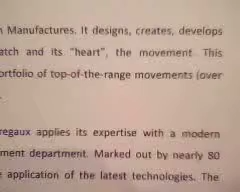 Manufactures. It designs, creates, develops
atch and its "heart", the movement. This
ortfolio of top-of-the-range movements (over
regaux applies its expertise with a modern
ment department. Marked out by nearly 80
application of the latest technologies. The